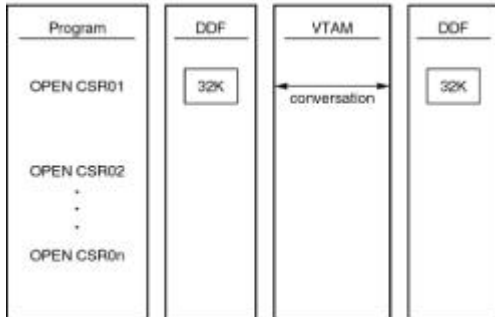 Program DDF VTAM DDF
OPEN CSR01 32K conversation 32K
OPEN CSR02
.
.
.
OPEN CSR0n